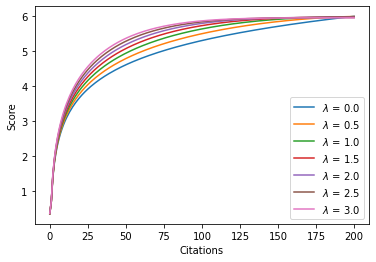 6
5
4
3
2
1
Score
λ = 0.0
λ = 0.5
λ = 1.0
λ = 1.5
λ = 2.0
λ = 2.5
λ = 3.0
0 25 50 75 100 125 150 175 200
Citations